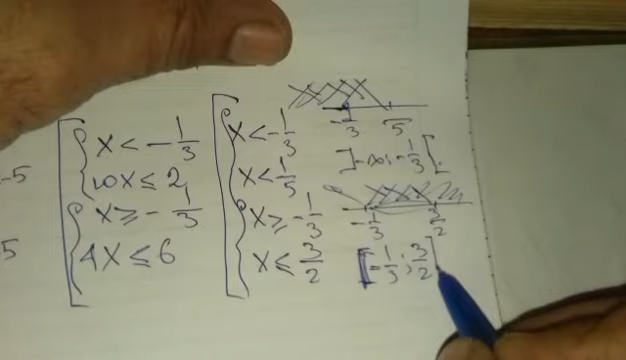 -5
5
x < -1/3
10x ≤ 2
x ≥ -1/3
4x ≤ 6
x < -1/3
x < 1/5
x ≥ -1/3
x ≤ 3/2
-1/3
]-∞; -1/3[
-1/3 3/2
[-1/3; 3/2]